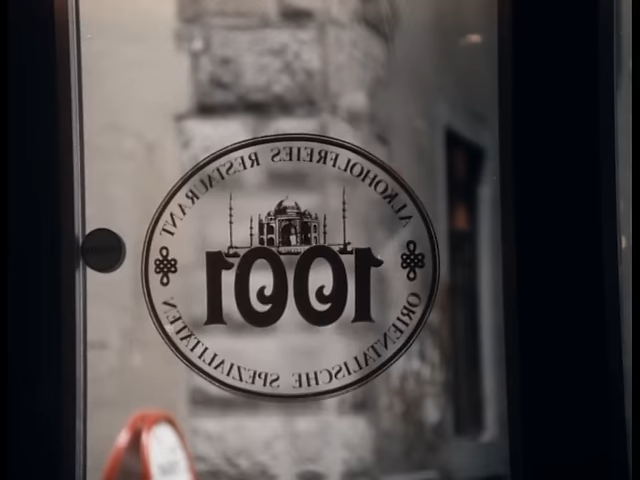 ALKOHOLFREIES RESTAURANT
1001
ORIENTALISCHE SPEZIALITÄTEN